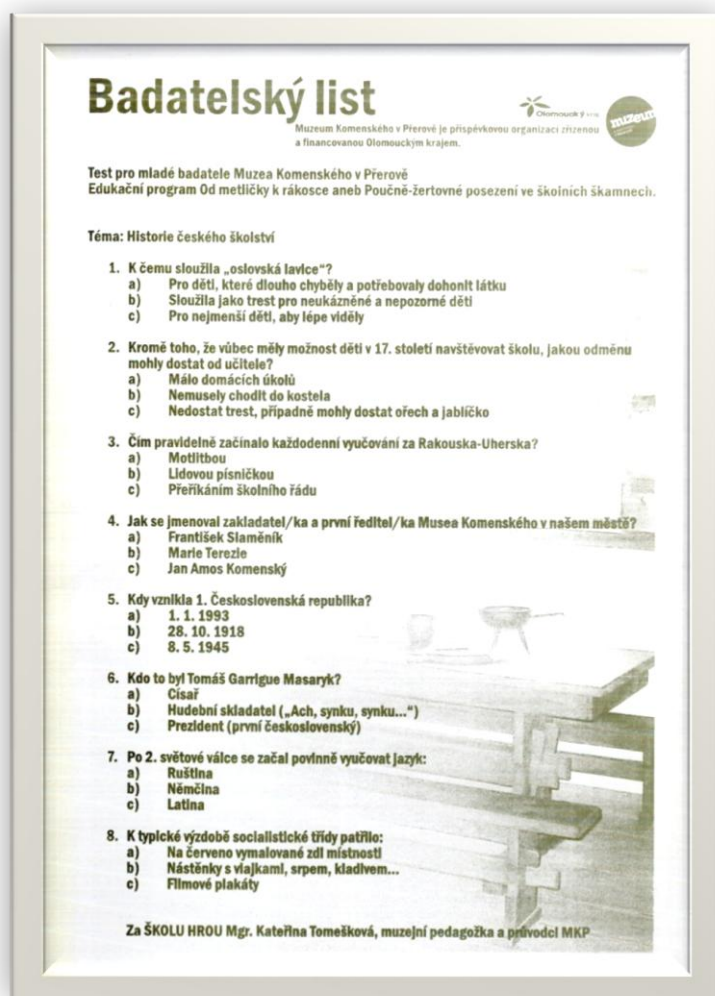 Badatelský list
Olomoucký kraj
muzeum
Muzeum Komenského v Přerově je příspěvkovou organizací zřízenou
a financovanou Olomouckým krajem.
Test pro mladé badatele Muzea Komenského v Přerově
Edukační program Od metličky k rákosce aneb Poučně-žertovné posezení ve školních škamnech.
Téma: Historie českého školství
1. K čemu sloužila „oslovská lavice“?
a) Pro děti, které dlouho chyběly a potřebovaly dohonit látku
b) Sloužila jako trest pro neukázněné a nepozorné děti
c) Pro nejmenší děti, aby lépe viděly
2. Kromě toho, že vůbec měly možnost děti v 17. století navštěvovat školu, jakou odměnu
mohly dostat od učitele?
a) Málo domácích úkolů
b) Nemusely chodit do kostela
c) Nedostat trest, případně mohly dostat ořech a jablíčko
3. Čím pravidelně začínalo každodenní vyučování za Rakouska-Uherska?
a) Motlitbou
b) Lidovou písničkou
c) Přeříkáním školního řádu
4. Jak se jmenoval zakladatel/ka a první ředitel/ka Musea Komenského v našem městě?
a) František Slaměník
b) Marie Terezie
c) Jan Amos Komenský
5. Kdy vznikla 1. Československá republika?
a) 1. 1. 1993
b) 28. 10. 1918
c) 8. 5. 1945
6. Kdo to byl Tomáš Garrigue Masaryk?
a) Císař
b) Hudební skladatel („Ach, synku, synku...“)
c) Prezident (první československý)
7. Po 2. světové válce se začal povinně vyučovat jazyk:
a) Ruština
b) Němčina
c) Latina
8. K typické výzdobě socialistické třídy patřilo:
a) Na červeno vymalované zdi místnosti
b) Nástěnky s vlajkami, srpem, kladivem...
c) Filmové plakáty
Za ŠKOLU HROU Mgr. Kateřina Tomešková, muzejní pedagožka a průvodci MKP